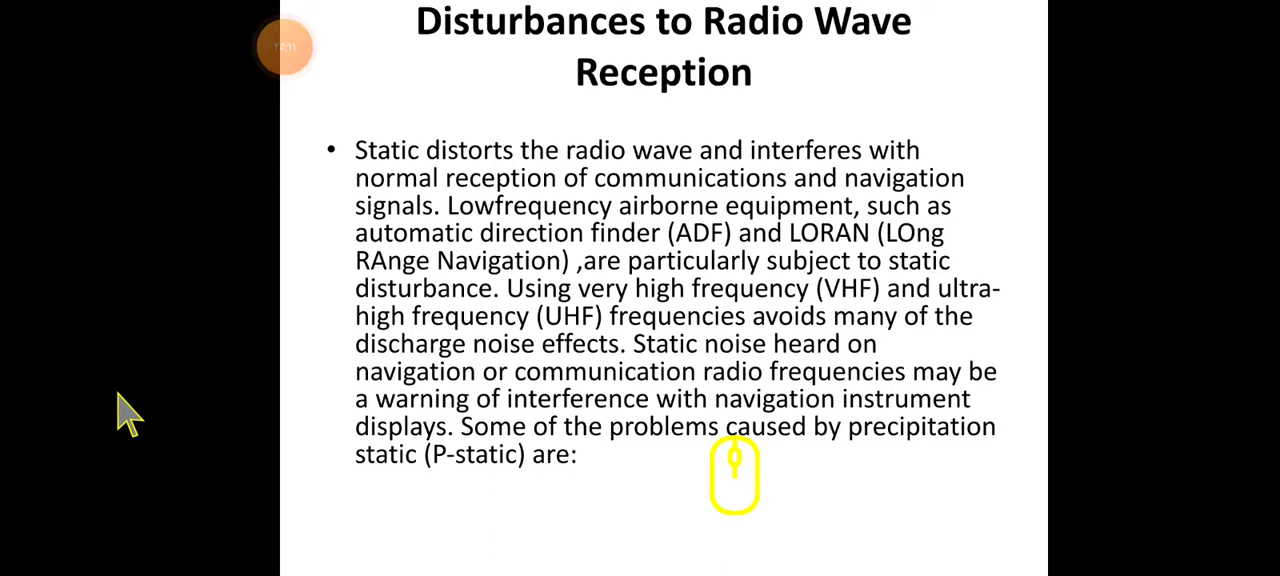 Disturbances to Radio Wave
Reception
٢٥:١١
• Static distorts the radio wave and interferes with
normal reception of communications and navigation
signals. Lowfrequency airborne equipment, such as
automatic direction finder (ADF) and LORAN (LOng
RAnge Navigation) ,are particularly subject to static
disturbance. Using very high frequency (VHF) and ultra-
high frequency (UHF) frequencies avoids many of the
discharge noise effects. Static noise heard on
navigation or communication radio frequencies may be
a warning of interference with navigation instrument
displays. Some of the problems caused by precipitation
static (P-static) are: